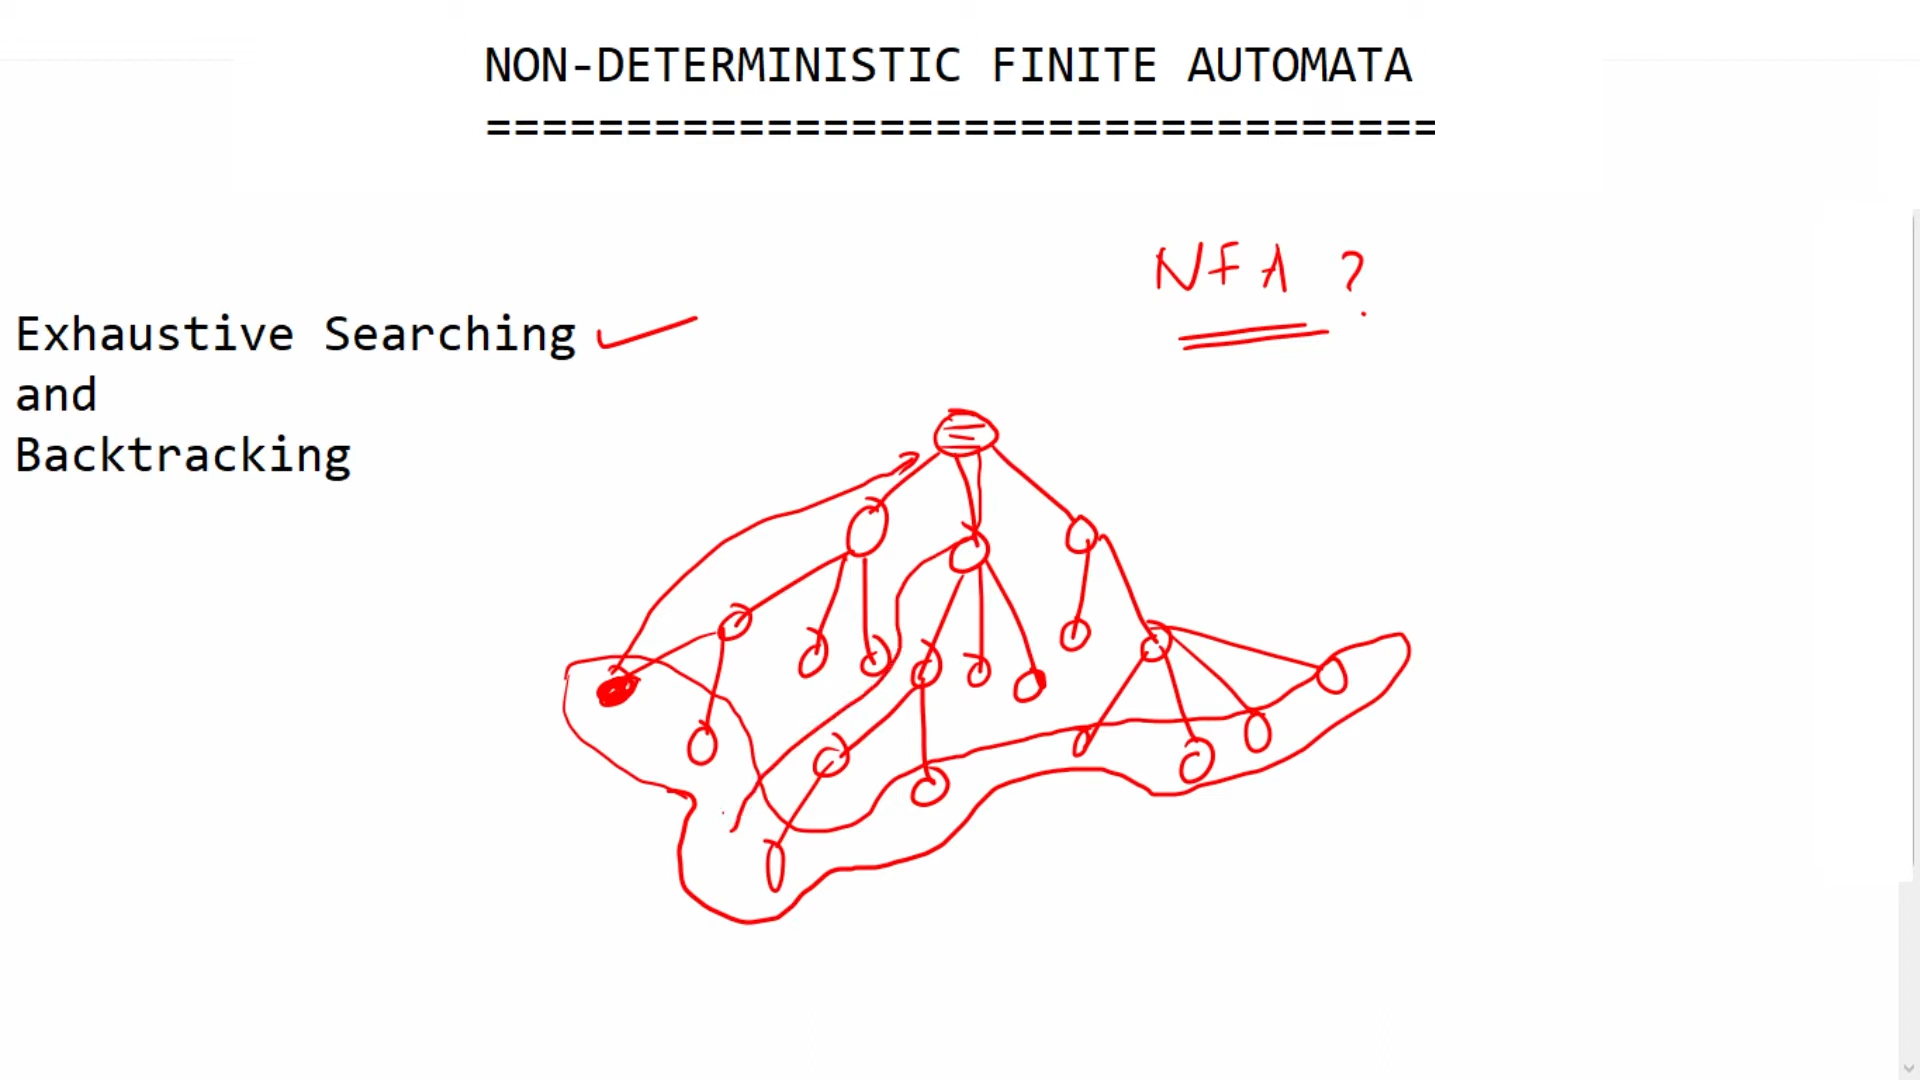 NON-DETERMINISTIC FINITE AUTOMATA
==================================
NFA ?
Exhaustive Searching
and
Backtracking